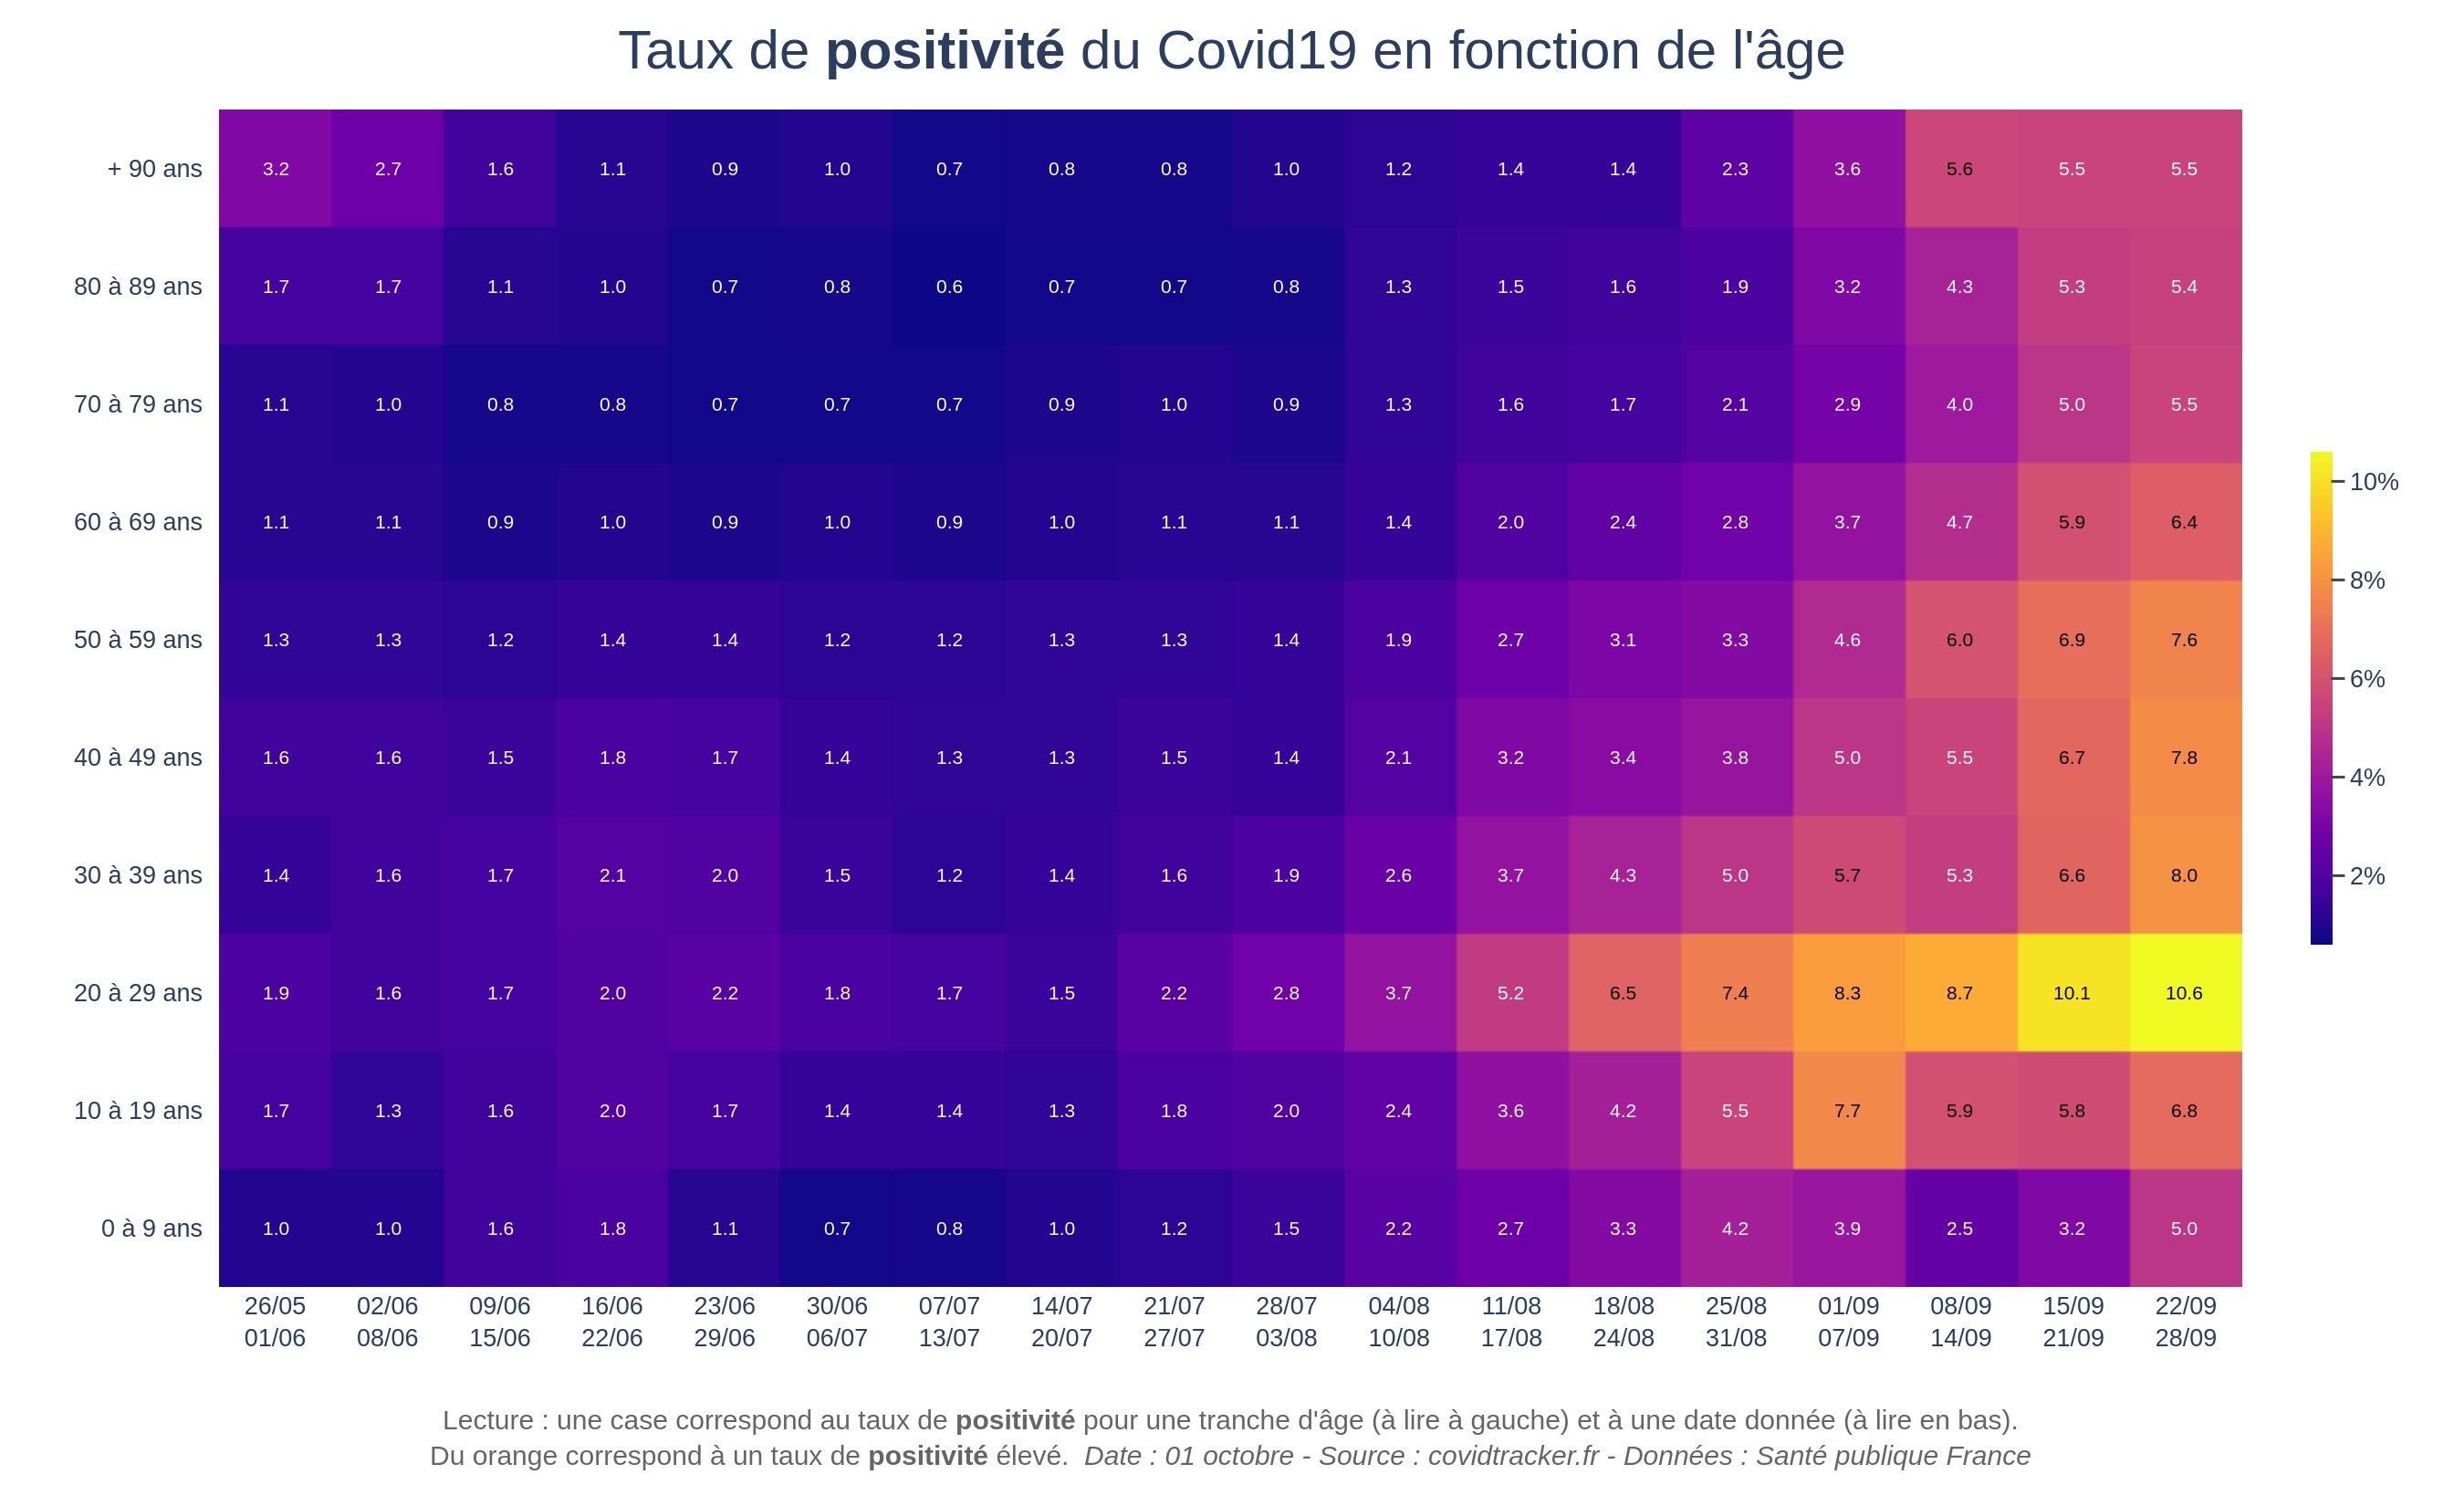 Taux de positivité du Covid19 en fonction de l'âge
+ 90 ans 3.2 2.7 1.6 1.1 0.9 1.0 0.7 0.8 0.8 1.0 1.2 1.4 1.4 2.3 3.6 5.6 5.5 5.5
80 à 89 ans 1.7 1.7 1.1 1.0 0.7 0.8 0.6 0.7 0.7 0.8 1.3 1.5 1.6 1.9 3.2 4.3 5.3 5.4
70 à 79 ans 1.1 1.0 0.8 0.8 0.7 0.7 0.7 0.9 1.0 0.9 1.3 1.6 1.7 2.1 2.9 4.0 5.0 5.5
60 à 69 ans 1.1 1.1 0.9 1.0 0.9 1.0 0.9 1.0 1.1 1.1 1.4 2.0 2.4 2.8 3.7 4.7 5.9 6.4
50 à 59 ans 1.3 1.3 1.2 1.4 1.4 1.2 1.2 1.3 1.3 1.4 1.9 2.7 3.1 3.3 4.6 6.0 6.9 7.6
40 à 49 ans 1.6 1.6 1.5 1.8 1.7 1.4 1.3 1.3 1.5 1.4 2.1 3.2 3.4 3.8 5.0 5.5 6.7 7.8
30 à 39 ans 1.4 1.6 1.7 2.1 2.0 1.5 1.2 1.4 1.6 1.9 2.6 3.7 4.3 5.0 5.7 5.3 6.6 8.0
20 à 29 ans 1.9 1.6 1.7 2.0 2.2 1.8 1.7 1.5 2.2 2.8 3.7 5.2 6.5 7.4 8.3 8.7 10.1 10.6
10 à 19 ans 1.7 1.3 1.6 2.0 1.7 1.4 1.4 1.3 1.8 2.0 2.4 3.6 4.2 5.5 7.7 5.9 5.8 6.8
0 à 9 ans 1.0 1.0 1.6 1.8 1.1 0.7 0.8 1.0 1.2 1.5 2.2 2.7 3.3 4.2 3.9 2.5 3.2 5.0
26/05 02/06 09/06 16/06 23/06 30/06 07/07 14/07 21/07 28/07 04/08 11/08 18/08 25/08 01/09 08/09 15/09 22/09
01/06 08/06 15/06 22/06 29/06 06/07 13/07 20/07 27/07 03/08 10/08 17/08 24/08 31/08 07/09 14/09 21/09 28/09
10%
8%
6%
4%
2%
Lecture : une case correspond au taux de positivité pour une tranche d'âge (à lire à gauche) et à une date donnée (à lire en bas).
Du orange correspond à un taux de positivité élevé. Date : 01 octobre - Source : covidtracker.fr - Données : Santé publique France